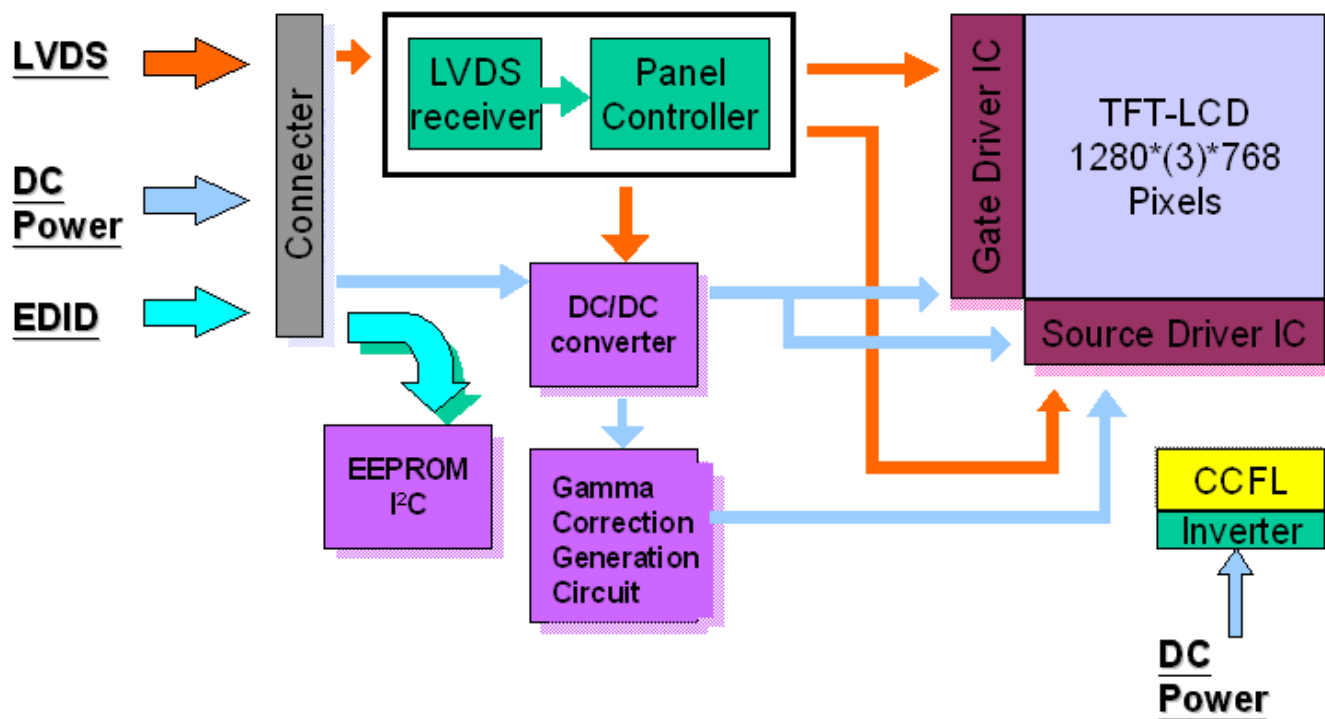 LVDS
DC
Power
EDID
Connecter
LVDS
receiver
Panel
Controller
DC/DC
converter
EEPROM
I²C
Gamma
Correction
Generation
Circuit
Gate Driver IC
TFT-LCD
1280*(3)*768
Pixels
Source Driver IC
CCFL
Inverter
DC
Power